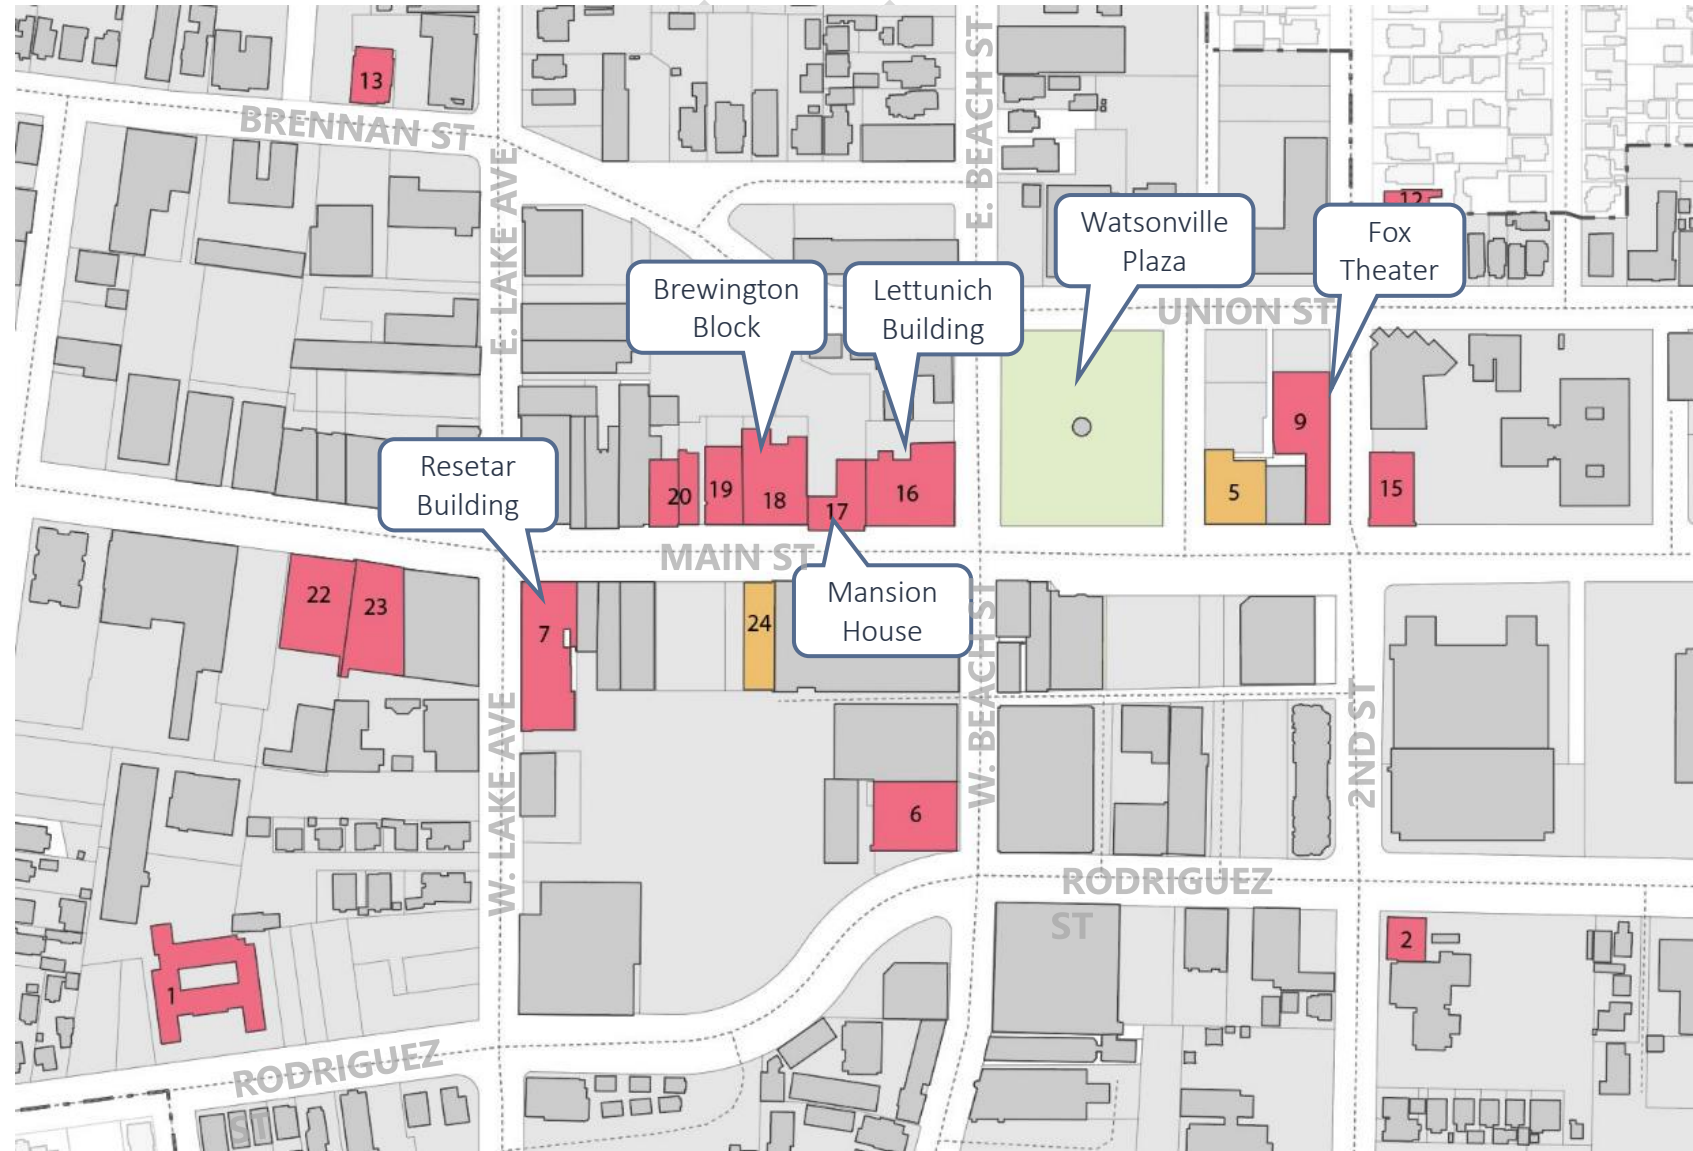 13
BRENNAN ST
E. LAKE AVE
E. BEACH ST
12
Watsonville
Plaza
Fox
Theater
Brewington
Block
Lettunich
Building
UNION ST
Resetar
Building
20
19
18
17
16
9
5
15
MAIN ST
22
23
7
24
Mansion
House
W. LAKE AVE
W. BEACH ST
2ND ST
6
RODRIGUEZ
ST
2
1
RODRIGUEZ
ST